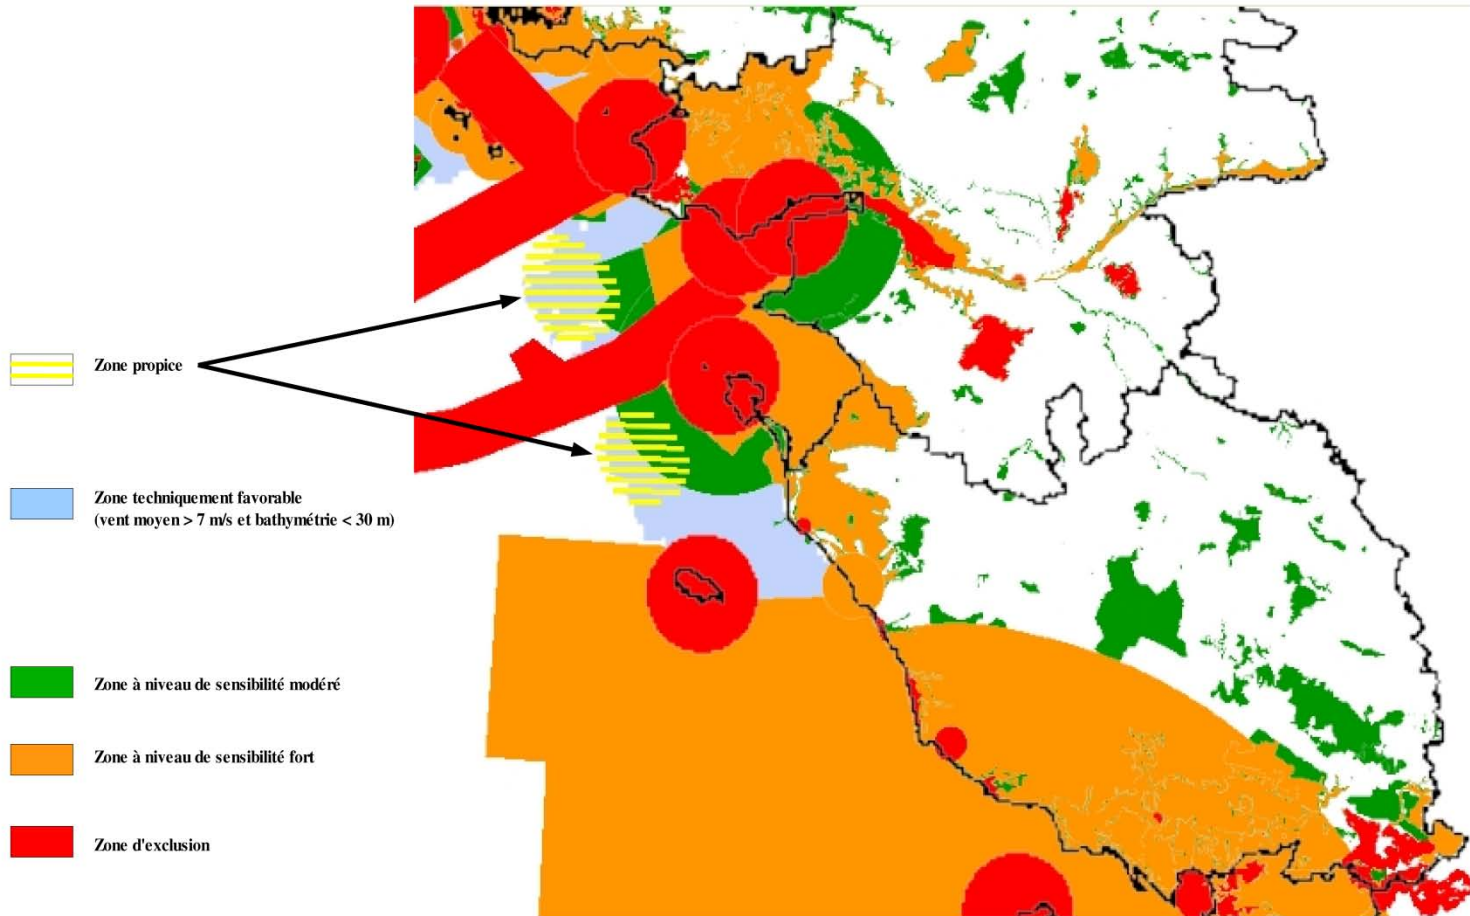 Zone propice
Zone techniquement favorable
(vent moyen > 7 m/s et bathymétrie < 30 m)
Zone à niveau de sensibilité modéré
Zone à niveau de sensibilité fort
Zone d'exclusion